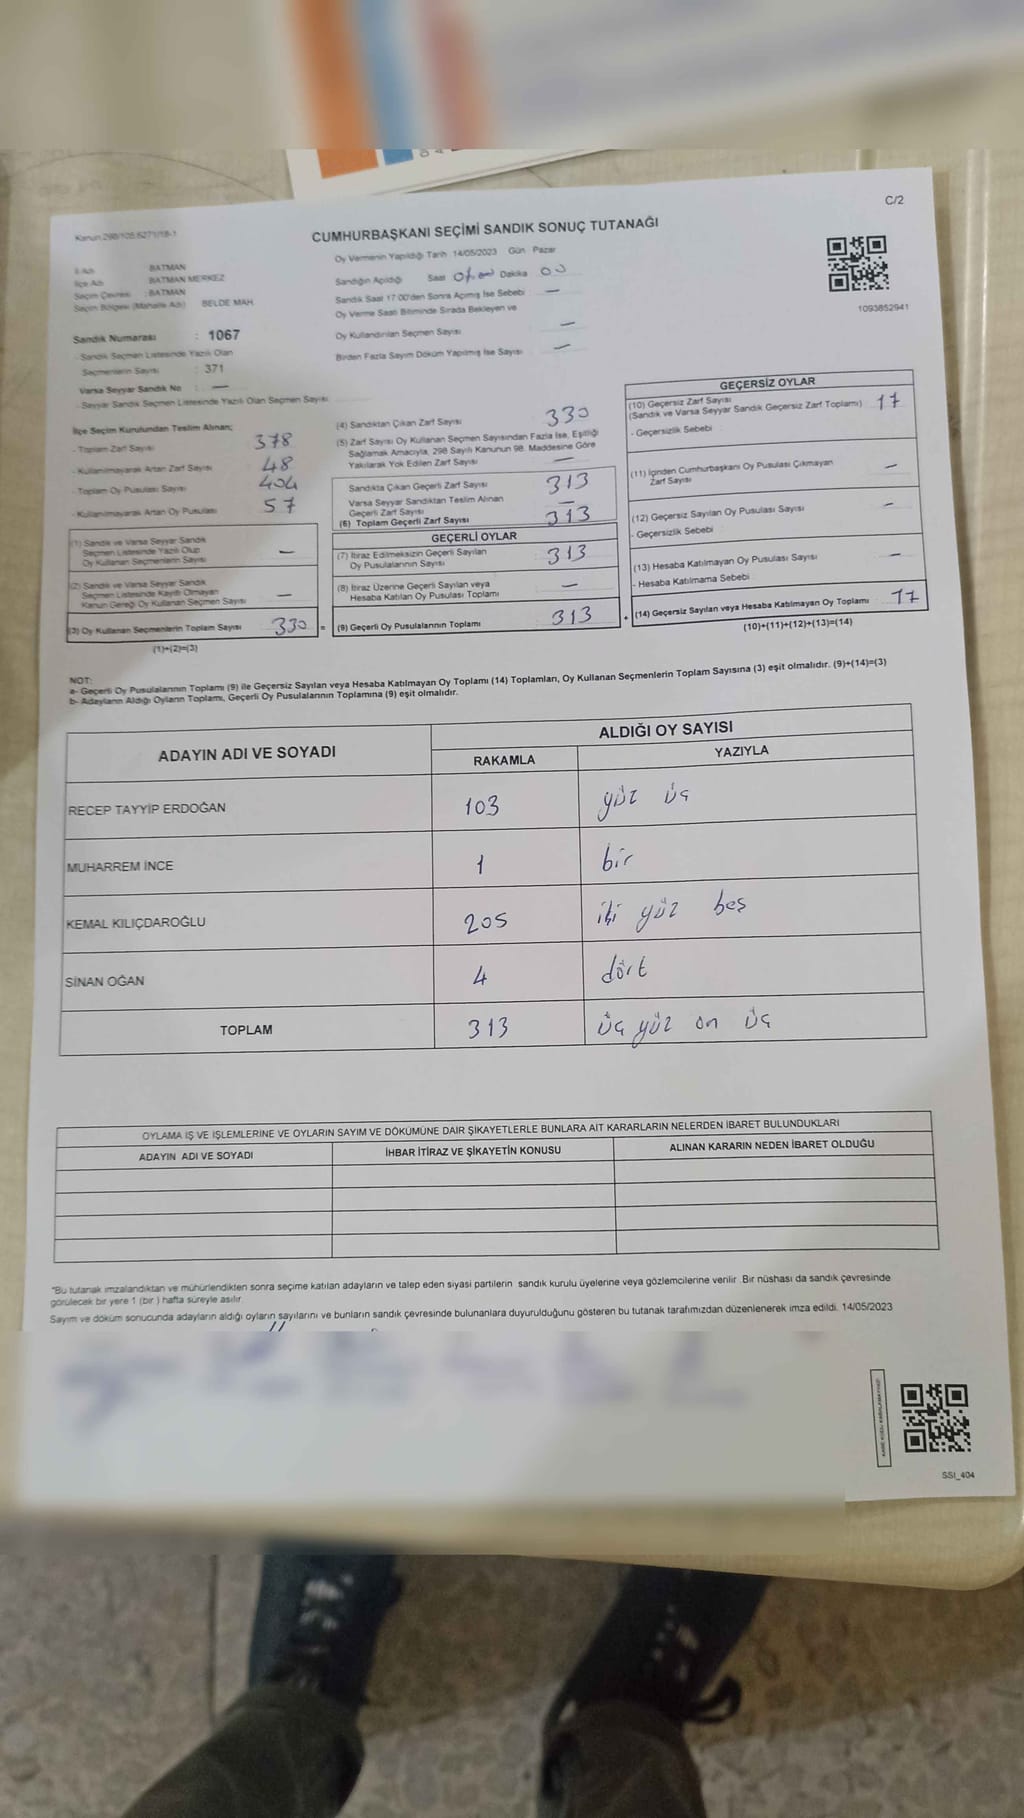 C/2
Kanun 298/105 6271/18-1
CUMHURBAŞKANI SEÇİMİ SANDIK SONUÇ TUTANAĞI
İl Adı BATMAN
İlçe Adı BATMAN MERKEZ
Seçim Çevresi : BATMAN
Seçim Bölgesi (Mahalle Adı) BELDE MAH.
Sandık Numarası : 1067
- Sandık Seçmen Listesinde Yazılı Olan
Seçmenlerin Sayısı : 371
Varsa Seyyar Sandık No : —
- Seyyar Sandık Seçmen Listesinde Yazılı Olan Seçmen Sayısı
Oy Vermenin Yapıldığı Tarih 14/05/2023 Gün Pazar
Sandığın Açıldığı Saat Dakika 00
Sandık Saat 17:00'den Sonra Açılmış İse Sebebi —
Oy Verme Saati Bitiminde Sırada Bekleyen ve
Oy Kullandırılan Seçmen Sayısı —
Birden Fazla Sayım Döküm Yapılmış İse Sayısı —
1093852941
İlçe Seçim Kurulundan Teslim Alınan;
- Toplam Zarf Sayısı 378
- Kullanılmayarak Artan Zarf Sayısı 48
- Toplam Oy Pusulası Sayısı 404
- Kullanılmayarak Artan Oy Pusulası 57
(1) Sandık ve Varsa Seyyar Sandık
Seçmen Listesinde Yazılı Olup
Oy Kullanan Seçmenlerin Sayısı —
(2) Sandık ve Varsa Seyyar Sandık
Seçmen Listesinde Kayıtlı Olmayan
Kanun Gereği Oy Kullanan Seçmen Sayısı —
(3) Oy Kullanan Seçmenlerin Toplam Sayısı 330 =
(1)+(2)=(3)
(4) Sandıktan Çıkan Zarf Sayısı 330
(5) Zarf Sayısı Oy Kullanan Seçmen Sayısından Fazla İse, Eşitliği
Sağlamak Amacıyla, 298 Sayılı Kanunun 98. Maddesine Göre
Yakılarak Yok Edilen Zarf Sayısı —
Sandıkta Çıkan Geçerli Zarf Sayısı 313
Varsa Seyyar Sandıktan Teslim Alınan
Geçerli Zarf Sayısı —
(6) Toplam Geçerli Zarf Sayısı 313
GEÇERLİ OYLAR
(7) İtiraz Edilmeksizin Geçerli Sayılan
Oy Pusulalarının Sayısı 313
(8) İtiraz Üzerine Geçerli Sayılan veya
Hesaba Katılan Oy Pusulası Toplamı —
(9) Geçerli Oy Pusulalarının Toplamı 313 +
GEÇERSİZ OYLAR
(10) Geçersiz Zarf Sayısı
(Sandık ve Varsa Seyyar Sandık Geçersiz Zarf Toplamı) 17
- Geçersizlik Sebebi
(11) İçinden Cumhurbaşkanı Oy Pusulası Çıkmayan
Zarf Sayısı —
(12) Geçersiz Sayılan Oy Pusulası Sayısı —
- Geçersizlik Sebebi
(13) Hesaba Katılmayan Oy Pusulası Sayısı —
- Hesaba Katılmama Sebebi
(14) Geçersiz Sayılan veya Hesaba Katılmayan Oy Toplamı 17
(10)+(11)+(12)+(13)=(14)
NOT:
a- Geçerli Oy Pusulalarının Toplamı (9) ile Geçersiz Sayılan veya Hesaba Katılmayan Oy Toplamı (14) Toplamları, Oy Kullanan Seçmenlerin Toplam Sayısına (3) eşit olmalıdır. (9)+(14)=(3)
b- Adayların Aldığı Oyların Toplamı, Geçerli Oy Pusulalarının Toplamına (9) eşit olmalıdır.
ADAYIN ADI VE SOYADI ALDIĞI OY SAYISI
RAKAMLA YAZIYLA
RECEP TAYYİP ERDOĞAN 103 yüz üç
MUHARREM İNCE 1 bir
KEMAL KILIÇDAROĞLU 205 iki yüz beş
SİNAN OĞAN 4 dört
TOPLAM 313 üç yüz on üç
OYLAMA İŞ VE İŞLEMLERİNE VE OYLARIN SAYIM VE DÖKÜMÜNE DAİR ŞİKAYETLERLE BUNLARA AİT KARARLARIN NELERDEN İBARET BULUNDUKLARI
ADAYIN ADI VE SOYADI İHBAR İTİRAZ VE ŞİKAYETİN KONUSU ALINAN KARARIN NEDEN İBARET OLDUĞU
*Bu tutanak imzalandıktan ve mühürlendikten sonra seçime katılan adayların ve talep eden siyasi partilerin sandık kurulu üyelerine veya gözlemcilerine verilir. Bir nüshası da sandık çevresinde
görülecek bir yere 1 (bir ) hafta süreyle asılır.
Sayım ve döküm sonucunda adayların aldığı oyların sayılarını ve bunların sandık çevresinde bulunanlara duyurulduğunu gösteren bu tutanak tarafımızdan düzenlenerek imza edildi. 14/05/2023
SSI_404